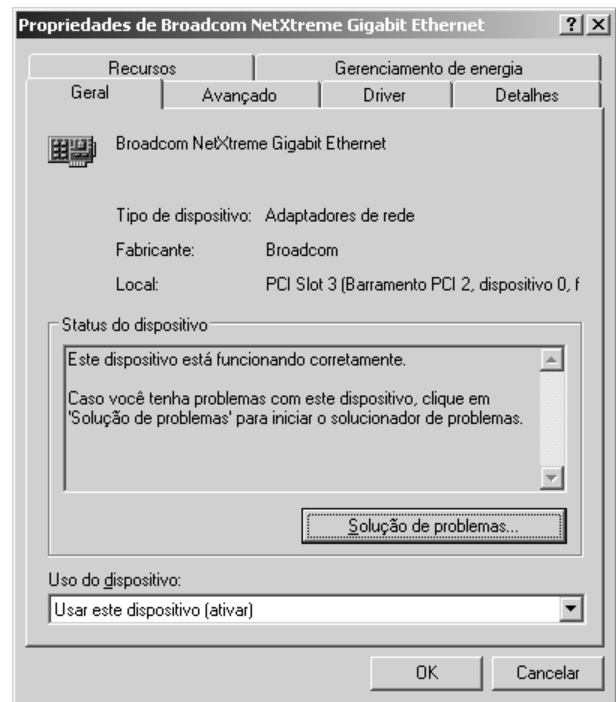 Propriedades de Broadcom NetXtreme Gigabit Ethernet
Recursos
Gerenciamento de energia
Geral
Avançado
Driver
Detalhes
Broadcom NetXtreme Gigabit Ethernet
Tipo de dispositivo: Adaptadores de rede
Fabricante: Broadcom
Local: PCI Slot 3 (Barramento PCI 2, dispositivo 0, f
Status do dispositivo
Este dispositivo está funcionando corretamente.
Caso você tenha problemas com este dispositivo, clique em
'Solução de problemas' para iniciar o solucionador de problemas.
Solução de problemas...
Uso do dispositivo:
Usar este dispositivo (ativar)
OK
Cancelar